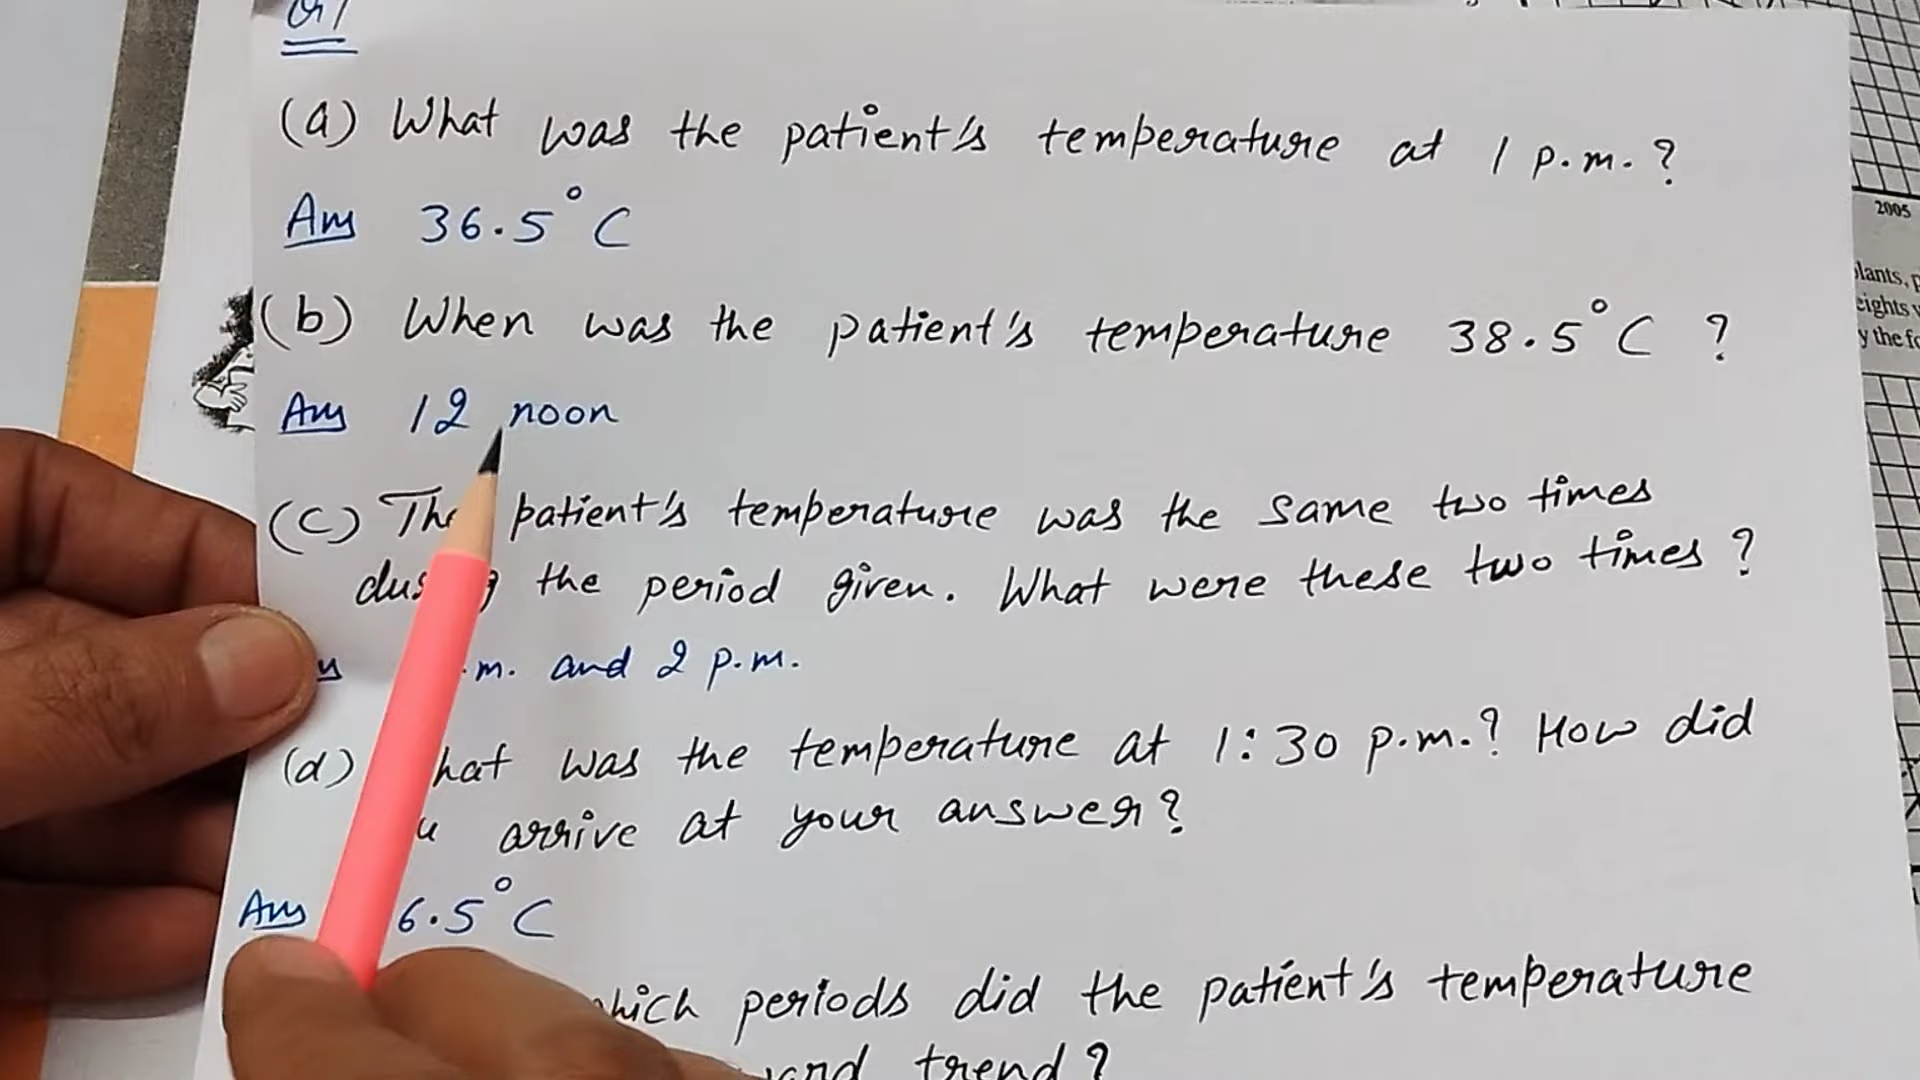 (a) What was the patient's temperature at 1 p.m.?
Ans 36.5°C
(b) When was the patient's temperature 38.5°C ?
Ans 12 noon
(c) The patient's temperature was the same two times
the period given. What were these two times ?
m. and 2 p.m.
(d) hat was the temperature at 1:30 p.m.? How did
arrive at your answer?
Ans 6.5°C
hich periods did the patient's temperature
trend?
2005
lants, p
eights
y the fo